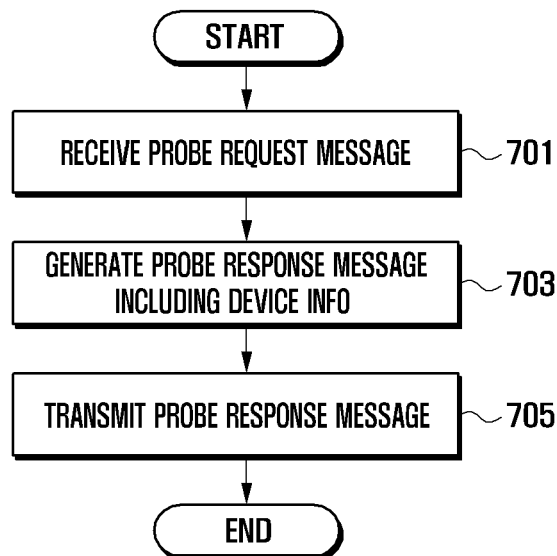 START
RECEIVE PROBE REQUEST MESSAGE
701
GENERATE PROBE RESPONSE MESSAGE
INCLUDING DEVICE INFO
703
TRANSMIT PROBE RESPONSE MESSAGE
705
END